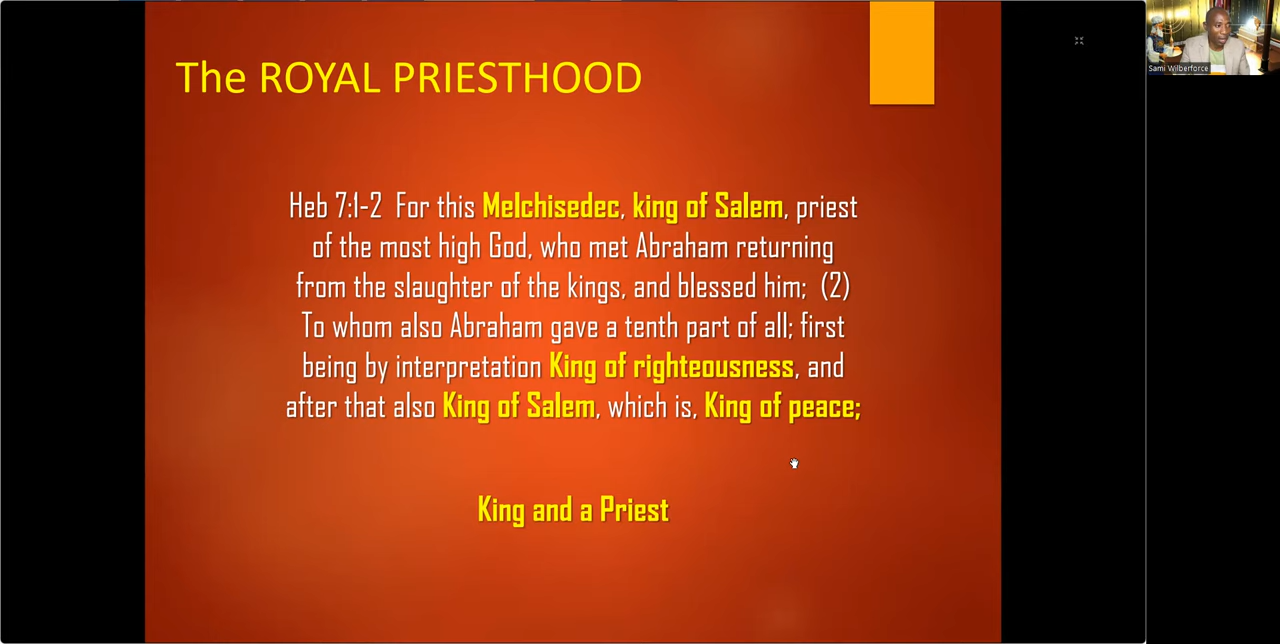 The ROYAL PRIESTHOOD
Heb 7:1-2 For this Melchisedec, king of Salem, priest
of the most high God, who met Abraham returning
from the slaughter of the kings, and blessed him; (2)
To whom also Abraham gave a tenth part of all; first
being by interpretation King of righteousness, and
after that also King of Salem, which is, King of peace;
King and a Priest
Sami Wilberforce